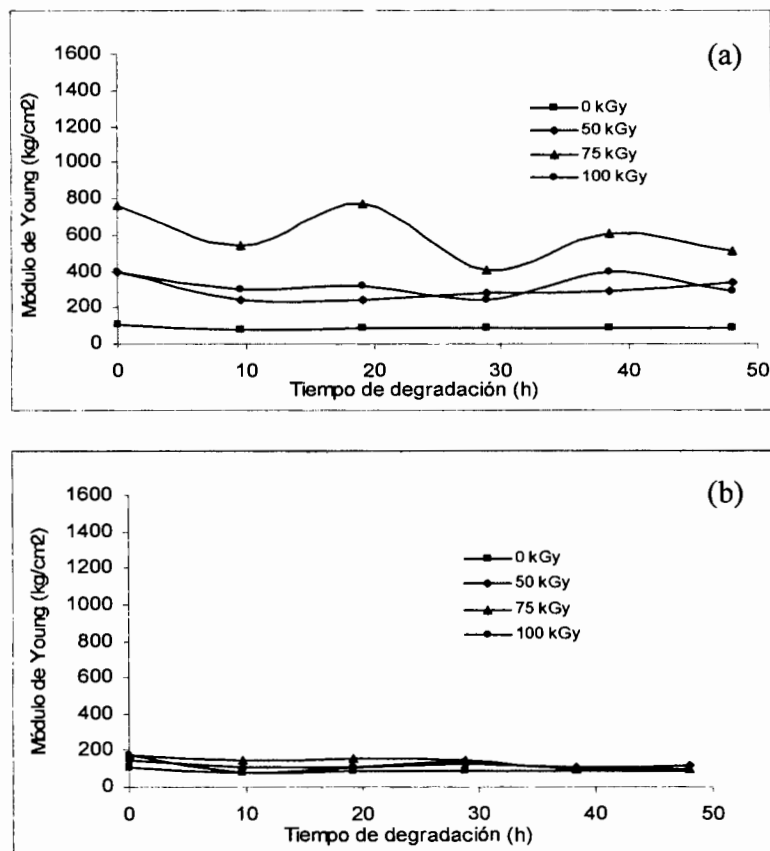 (a)
1600
1400
1200
1000
800
600
400
200
0
Módulo de Young (kg/cm2)
0 kGy
50 kGy
75 kGy
100 kGy
0 10 20 30 40 50
Tiempo de degradación (h)
(b)
1600
1400
1200
1000
800
600
400
200
0
Módulo de Young (kg/cm2)
0 kGy
50 kGy
75 kGy
100 kGy
0 10 20 30 40 50
Tiempo de degradación (h)